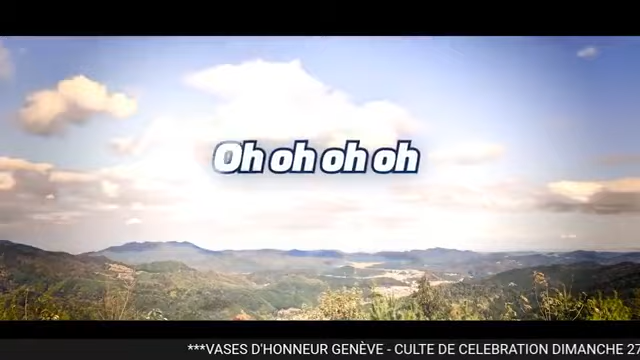 Oh oh oh oh
***VASES D'HONNEUR GENÈVE - CULTE DE CELEBRATION DIMANCHE 27